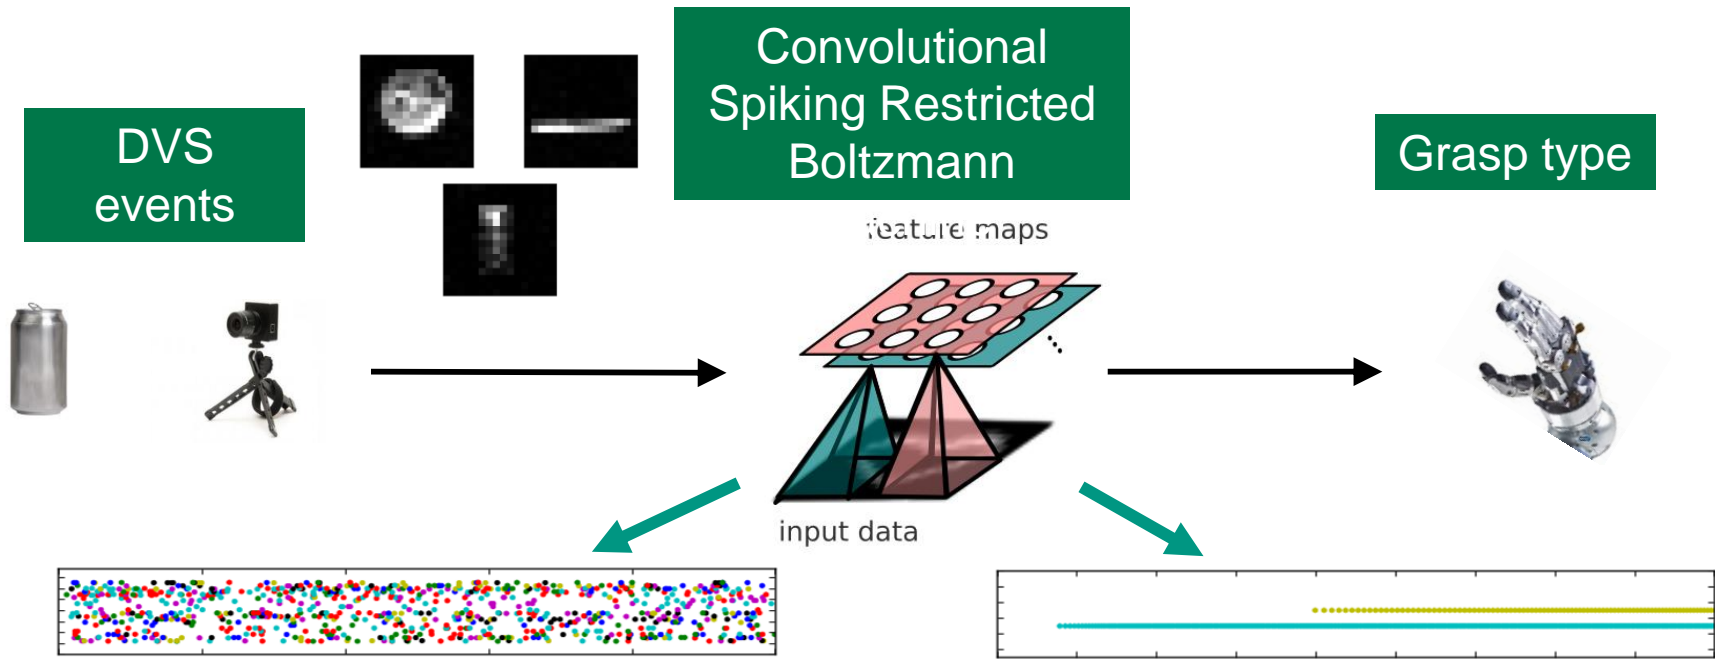 DVS
events
Convolutional
Spiking Restricted
Boltzmann
Grasp type
feature maps
input data